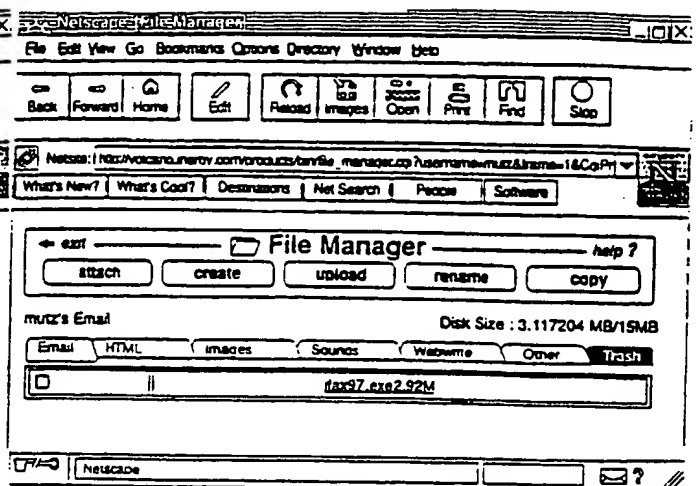 Netscape-[File Manager]
File Edit View Go Bookmarks Options Directory Window Help
Back Forward Home Edit Reload Images Open Print Find Stop
What's New? What's Cool? Destinations Net Search People Software
← exit File Manager help ?
attach create upload rename copy
mutz's Email Disk Size : 3.117204 MB/15MB
Email HTML Images Sounds Webwrite Other Trash
2.92M
Netscape ?